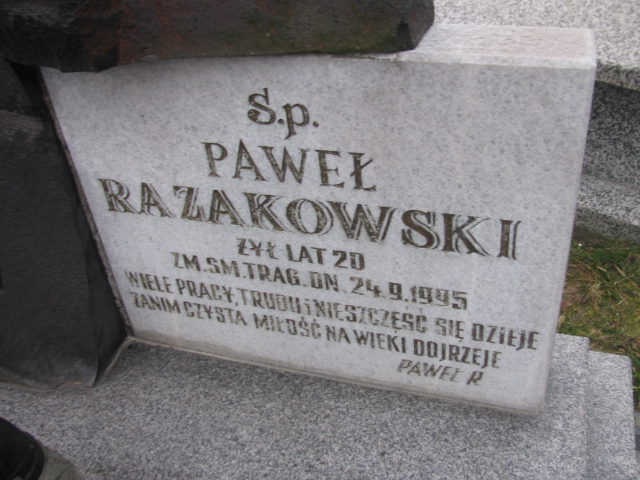 Ś.p.
PAWEŁ
RAZAKOWSKI
ŻYŁ LAT 20
ZM.SM.TRAG.DN. 24.9.1995
WIELE PRACY, TRUDU i NIESZCZĘŚĆ SIĘ DZIEJE
ZANIM CZYSTA MIŁOŚĆ NA WIEKI DOJRZEJE
PAWEŁ R